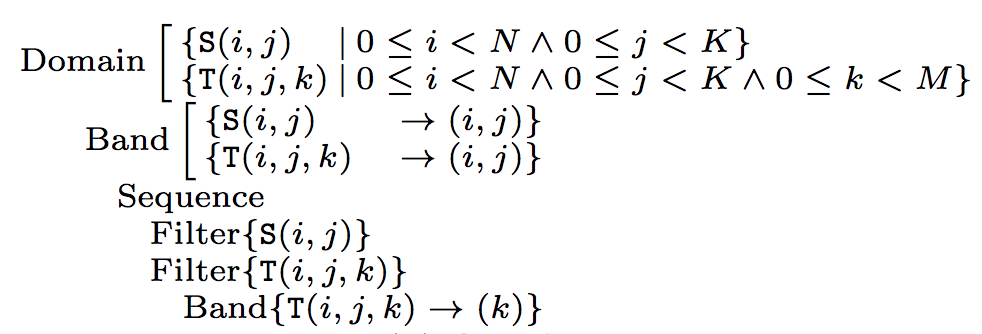 Domain [ {S(i, j) | 0 ≤ i < N ∧ 0 ≤ j < K}
{T(i, j, k) | 0 ≤ i < N ∧ 0 ≤ j < K ∧ 0 ≤ k < M}
Band [ {S(i, j) → (i, j)}
{T(i, j, k) → (i, j)}
Sequence
Filter{S(i, j)}
Filter{T(i, j, k)}
Band{T(i, j, k) → (k)}